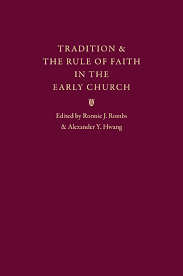 TRADITION &
THE RULE OF FAITH
IN THE
EARLY CHURCH
Edited by Ronnie J. Rombs
& Alexander Y. Hwang